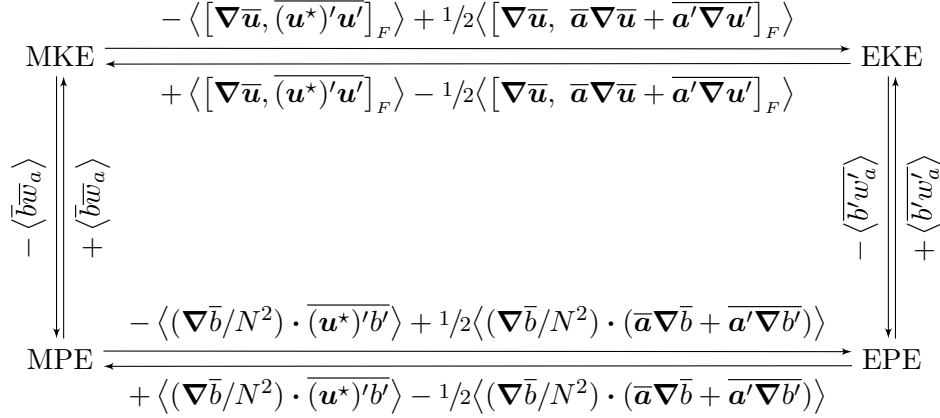 − ⟨[∇u̅, \overline{(u^⋆)′u′}]_F⟩ + 1/2⟨[∇u̅, a̅∇u̅ + \overline{a′∇u′}]_F⟩
MKE EKE
+ ⟨[∇u̅, \overline{(u^⋆)′u′}]_F⟩ − 1/2⟨[∇u̅, a̅∇u̅ + \overline{a′∇u′}]_F⟩
− ⟨b̅w̅_a⟩
+ ⟨b̅w̅_a⟩
− ⟨\overline{b′w′_a}⟩
+ ⟨\overline{b′w′_a}⟩
− ⟨(∇b̅/N²) · \overline{(u^⋆)′b′}⟩ + 1/2⟨(∇b̅/N²) · (a̅∇b̅ + \overline{a′∇b′})⟩
MPE EPE
+ ⟨(∇b̅/N²) · \overline{(u^⋆)′b′}⟩ − 1/2⟨(∇b̅/N²) · (a̅∇b̅ + \overline{a′∇b′})⟩